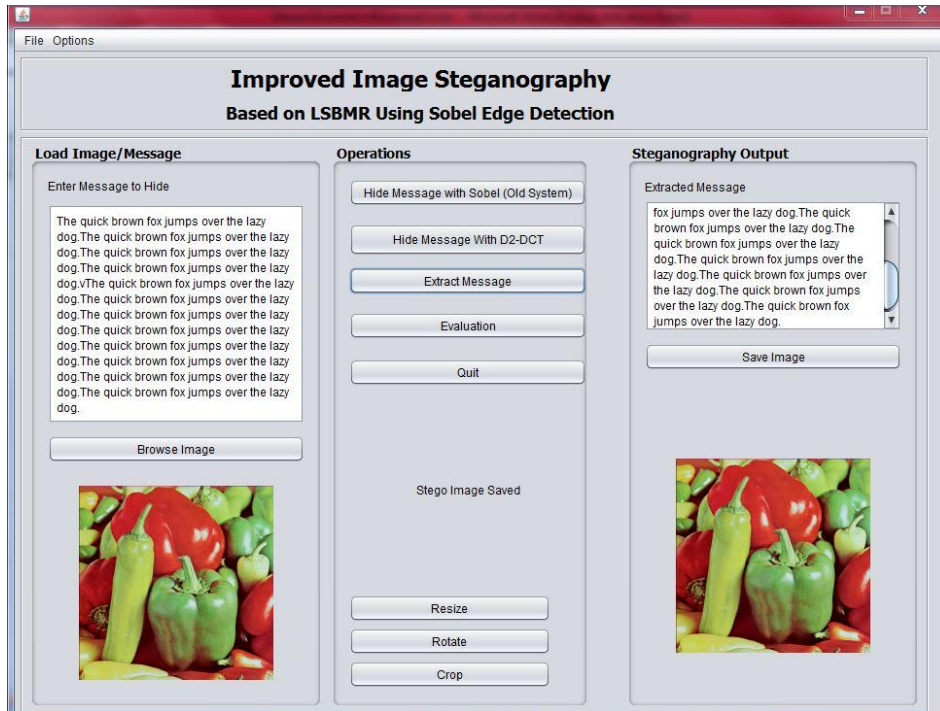 File Options
Improved Image Steganography
Based on LSBMR Using Sobel Edge Detection
Load Image/Message
Enter Message to Hide
The quick brown fox jumps over the lazy
dog.The quick brown fox jumps over the lazy
dog.The quick brown fox jumps over the lazy
dog.The quick brown fox jumps over the lazy
dog.vThe quick brown fox jumps over the lazy
dog.The quick brown fox jumps over the lazy
dog.The quick brown fox jumps over the lazy
dog.The quick brown fox jumps over the lazy
dog.The quick brown fox jumps over the lazy
dog.The quick brown fox jumps over the lazy
dog.The quick brown fox jumps over the lazy
dog.The quick brown fox jumps over the lazy
dog.
Browse Image
Operations
Hide Message with Sobel (Old System)
Hide Message With D2-DCT
Extract Message
Evaluation
Quit
Stego Image Saved
Resize
Rotate
Crop
Steganography Output
Extracted Message
fox jumps over the lazy dog.The quick
brown fox jumps over the lazy dog.The
quick brown fox jumps over the lazy
dog.The quick brown fox jumps over the
lazy dog.The quick brown fox jumps over
the lazy dog.The quick brown fox jumps
over the lazy dog.The quick brown fox
jumps over the lazy dog.
Save Image